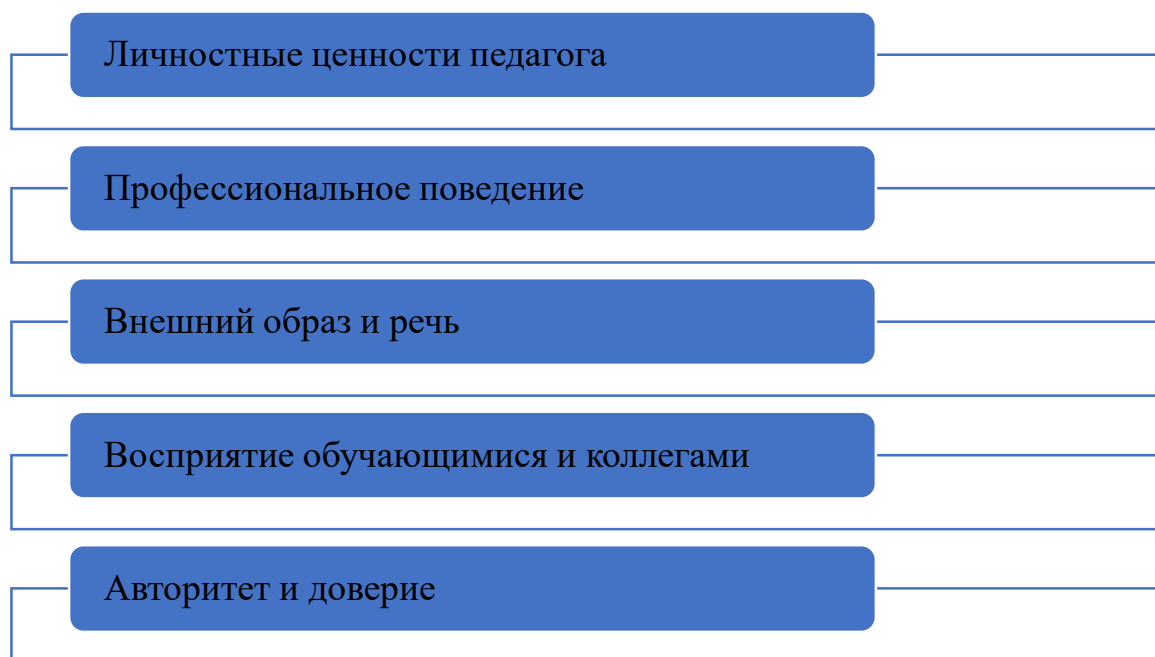 Личностные ценности педагога
Профессиональное поведение
Внешний образ и речь
Восприятие обучающимися и коллегами
Авторитет и доверие